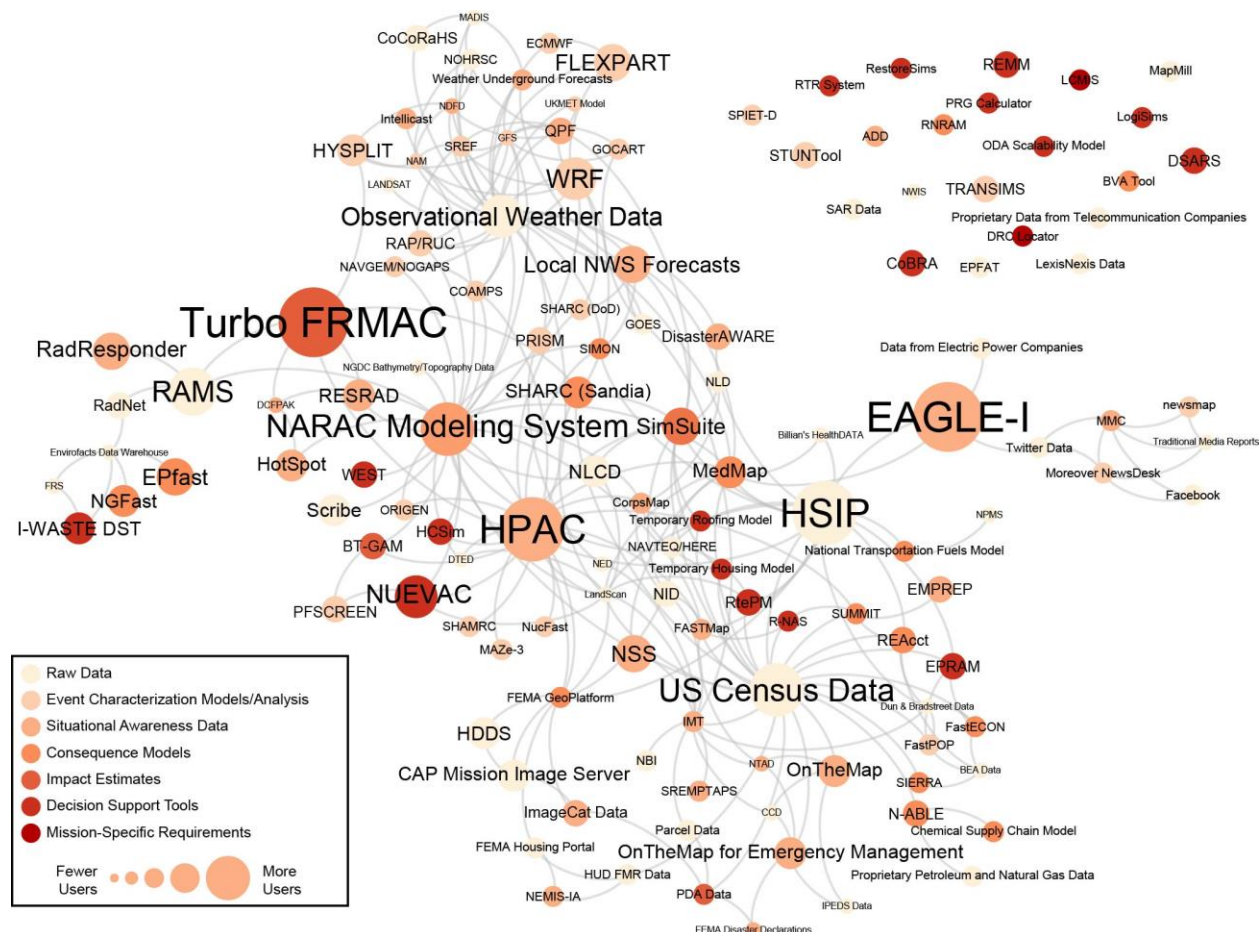 MADIS
CoCoRaHS
NOHRSC
ECMWF
FLEXPART
Weather Underground Forecasts
NDFD
UKMET Model
Intellicast
QPF
GFS
SREF
GOCART
HYSPLIT
NAM
WRF
LANDSAT
Observational Weather Data
RAP/RUC
Local NWS Forecasts
NAVGEM/NOGAPS
COAMPS
RestoreSims
REMM
LCMIS
MapMill
RTR System
PRG Calculator
SPIET-D
RNRAM
LogiSims
ADD
STUNTool
ODA Scalability Model
DSARS
BVA Tool
NWIS
TRANSIMS
SAR Data
Proprietary Data from Telecommunication Companies
DRC Locator
CoBRA
EPFAT
LexisNexis Data
Turbo FRMAC
SHARC (DoD)
GOES
RadResponder
PRISM
SIMON
DisasterAWARE
Data from Electric Power Companies
NGDC Bathymetry/Topography Data
RAMS
NLD
RadNet
DCFPAK
RESRAD
SHARC (Sandia)
EAGLE-I
newsmap
MMC
NARAC Modeling System
SimSuite
Billian's HealthDATA
Twitter Data
Traditional Media Reports
Envirofacts Data Warehouse
HotSpot
WEST
NLCD
MedMap
Moreover NewsDesk
EPfast
FRS
NGFast
Scribe
ORIGEN
CorpsMap
HSIP
Facebook
I-WASTE DST
HCSim
HPAC
Temporary Roofing Model
NPMS
BT-GAM
NAVTEQ/HERE
National Transportation Fuels Model
DTED
NED
Temporary Housing Model
NUEVAC
LandScan
NID
EMPREP
PFSCREEN
RtePM
SHAMRC
NucFast
FASTMap
R-NAS
SUMMIT
MAZe-3
NSS
REAcct
EPRAM
US Census Data
FEMA GeoPlatform
Dun & Bradstreet Data
HDDS
IMT
FastECON
FastPOP
NBI
NTAD
CAP Mission Image Server
OnTheMap
BEA Data
SIERRA
SREMPTAPS
ImageCat Data
CCD
N-ABLE
Parcel Data
Chemical Supply Chain Model
FEMA Housing Portal
OnTheMap for Emergency Management
HUD FMR Data
Proprietary Petroleum and Natural Gas Data
NEMIS-IA
PDA Data
IPEDS Data
FEMA Disaster Declarations
Raw Data
Event Characterization Models/Analysis
Situational Awareness Data
Consequence Models
Impact Estimates
Decision Support Tools
Mission-Specific Requirements
Fewer
Users
More
Users